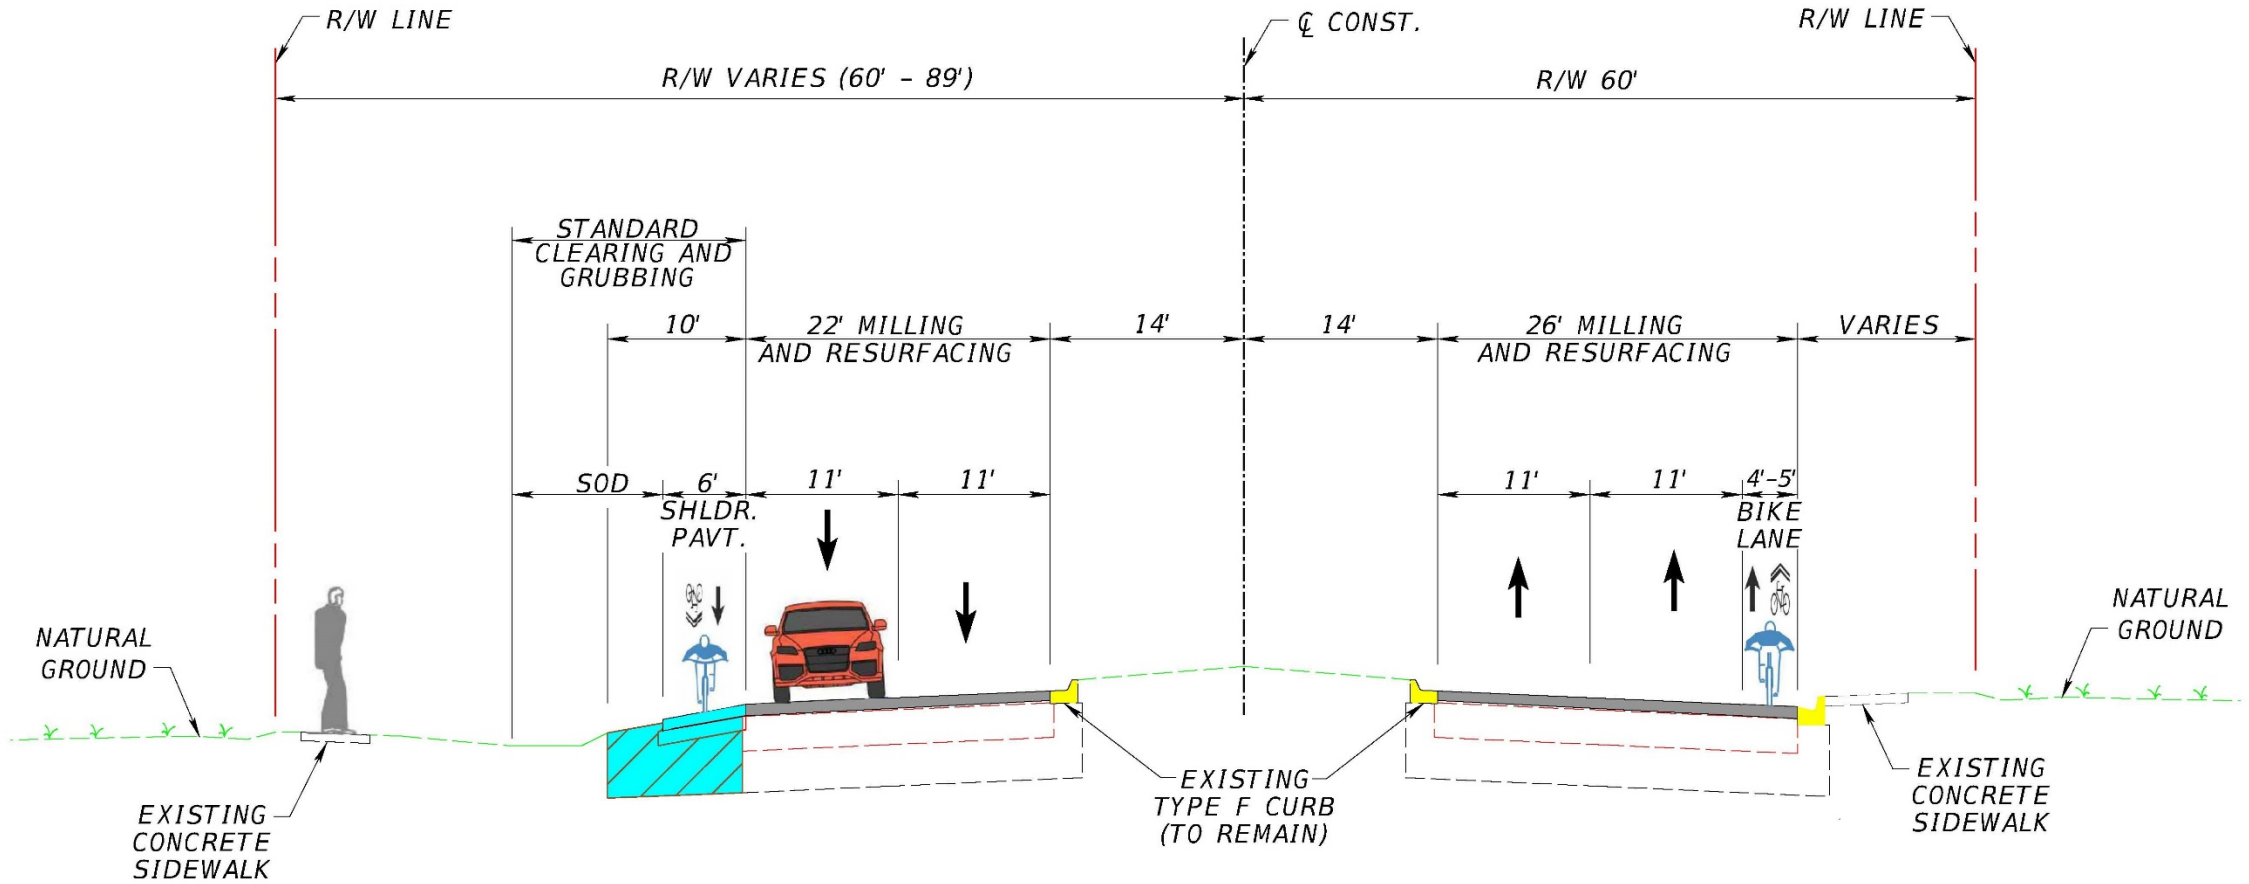 R/W LINE
℄ CONST.
R/W LINE
R/W VARIES (60' - 89')
R/W 60'
STANDARD
CLEARING AND
GRUBBING
10'
22' MILLING
AND RESURFACING
14'
14'
26' MILLING
AND RESURFACING
VARIES
SOD
6'
SHLDR.
PAVT.
11'
11'
11'
11'
4'-5'
BIKE
LANE
NATURAL
GROUND
NATURAL
GROUND
EXISTING
CONCRETE
SIDEWALK
EXISTING
TYPE F CURB
(TO REMAIN)
EXISTING
CONCRETE
SIDEWALK